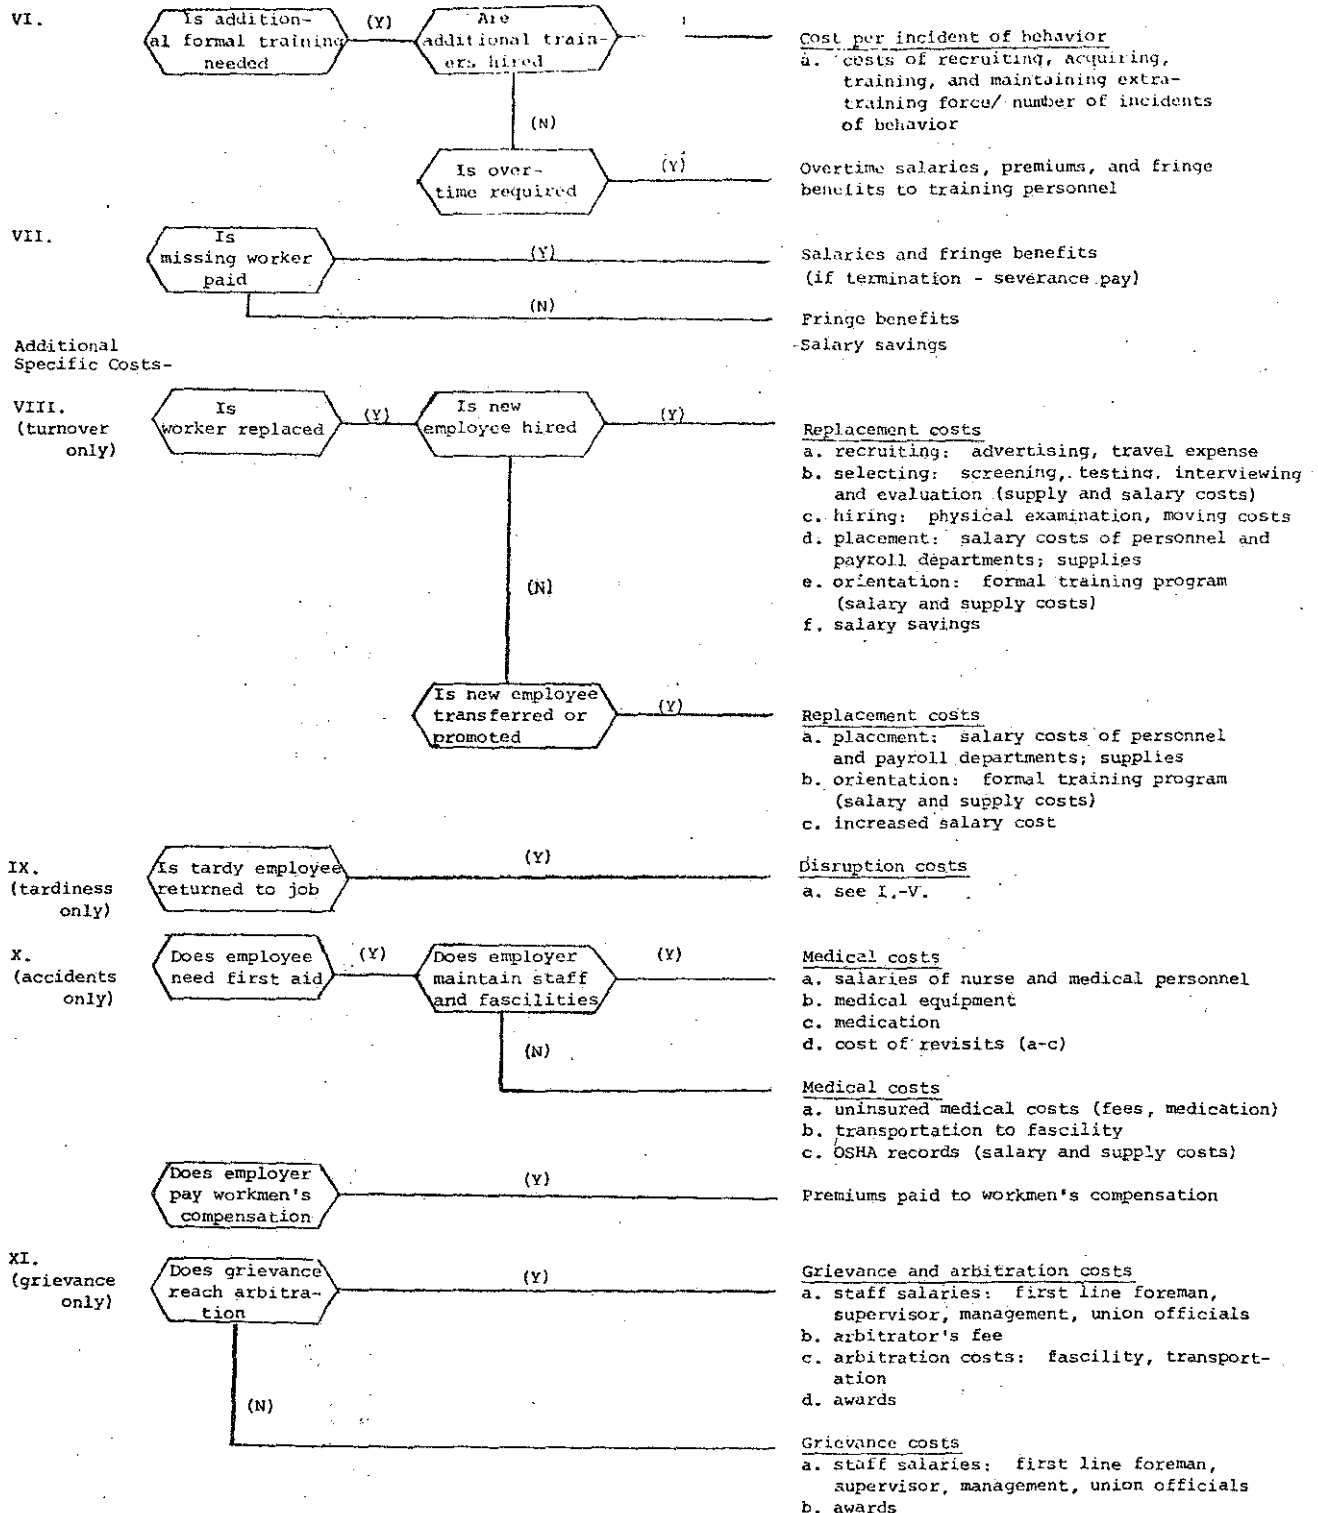 VI.
Is addition-
al formal training
needed
(Y)
Are
additional train-
ers hired
Cost per incident of behavior
a. costs of recruiting, acquiring,
training, and maintaining extra-
training force/ number of incidents
of behavior
(N)
Is over-
time required
(Y)
Overtime salaries, premiums, and fringe
benefits to training personnel
VII.
Is
missing worker
paid
(Y)
Salaries and fringe benefits
(if termination - severance pay)
(N)
Fringe benefits
-Salary savings
Additional
Specific Costs-
VIII.
(turnover
only)
Is
worker replaced
(Y)
Is new
employee hired
(Y)
Replacement costs
a. recruiting: advertising, travel expense
b. selecting: screening, testing, interviewing
and evaluation (supply and salary costs)
c. hiring: physical examination, moving costs
d. placement: salary costs of personnel and
payroll departments; supplies
e. orientation: formal training program
(salary and supply costs)
f. salary savings
(N)
Is new employee
transferred or
promoted
(Y)
Replacement costs
a. placement: salary costs of personnel
and payroll departments; supplies
b. orientation: formal training program
(salary and supply costs)
c. increased salary cost
IX.
(tardiness
only)
Is tardy employee
returned to job
(Y)
Disruption costs
a. see I.-V.
X.
(accidents
only)
Does employee
need first aid
(Y)
Does employer
maintain staff
and fascilities
(Y)
Medical costs
a. salaries of nurse and medical personnel
b. medical equipment
c. medication
d. cost of revisits (a-c)
(N)
Medical costs
a. uninsured medical costs (fees, medication)
b. transportation to fascility
c. OSHA records (salary and supply costs)
Does employer
pay workmen's
compensation
(Y)
Premiums paid to workmen's compensation
XI.
(grievance
only)
Does grievance
reach arbitra-
tion
(Y)
Grievance and arbitration costs
a. staff salaries: first line foreman,
supervisor, management, union officials
b. arbitrator's fee
c. arbitration costs: fascility, transport-
ation
d. awards
(N)
Grievance costs
a. staff salaries: first line foreman,
supervisor, management, union officials
b. awards